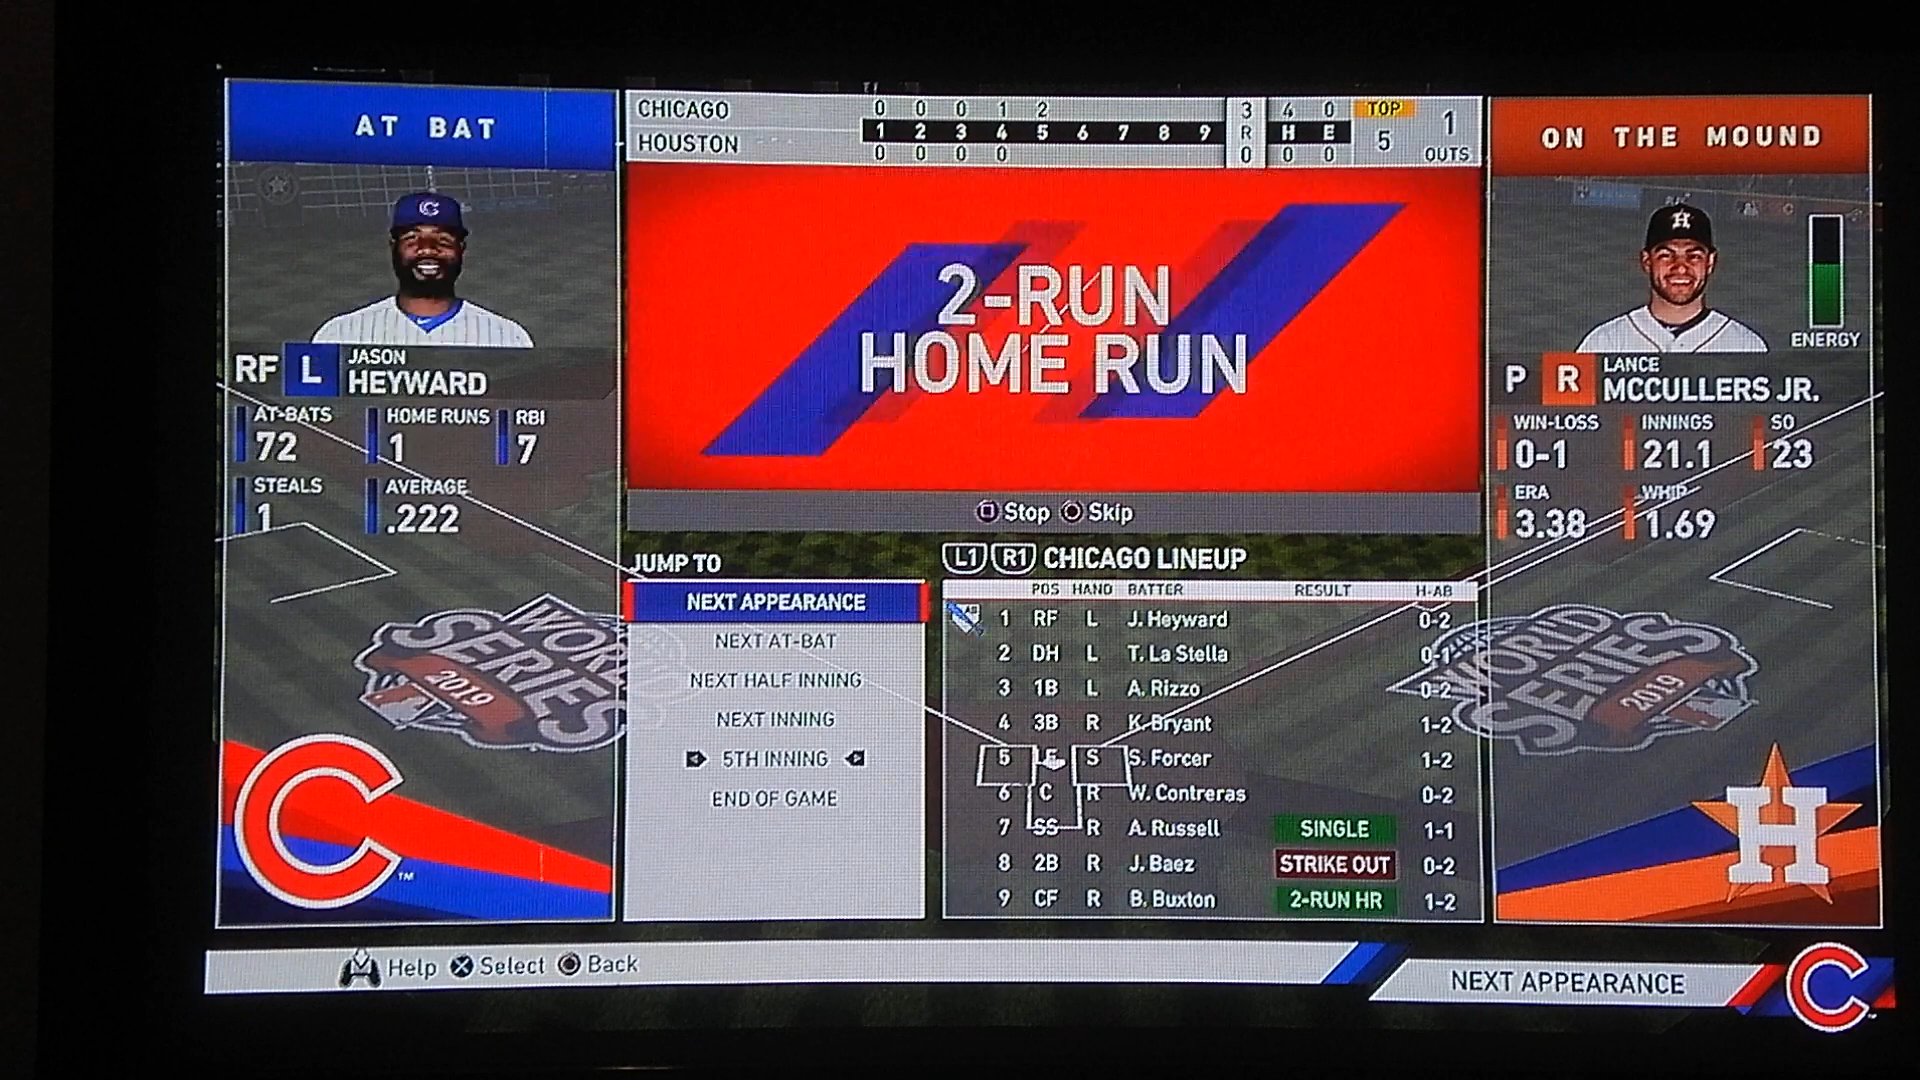 AT BAT
JASON
HEYWARD
RF L
AT-BATS HOME RUNS RBI
72 1 7
STEALS AVERAGE
1 .222
WORLD
SERIES
2019
C
TM
CHICAGO 0 0 0 1 2 3 4 0 TOP 1
1 2 3 4 5 6 7 8 9 R H E 5
HOUSTON 0 0 0 0 0 0 0 OUTS
2-RUN
HOME RUN
Stop Skip
JUMP TO
NEXT APPEARANCE
NEXT AT-BAT
NEXT HALF INNING
NEXT INNING
5TH INNING
END OF GAME
L1 R1 CHICAGO LINEUP
POS HAND BATTER RESULT H-AB
1 RF L J. Heyward 0-2
2 DH L T. La Stella 0-1
3 1B L A. Rizzo 0-2
4 3B R K. Bryant 1-2
5 LF S S. Forcer 1-2
6 C R W. Contreras 0-2
7 SS R A. Russell SINGLE 1-1
8 2B R J. Baez STRIKE OUT 0-2
9 CF R B. Buxton 2-RUN HR 1-2
ON THE MOUND
H
ENERGY
P R LANCE
MCCULLERS JR.
WIN-LOSS INNINGS SO
0-1 21.1 23
ERA WHIP
3.38 1.69
WORLD
SERIES
2019
H
Help Select Back
NEXT APPEARANCE
C